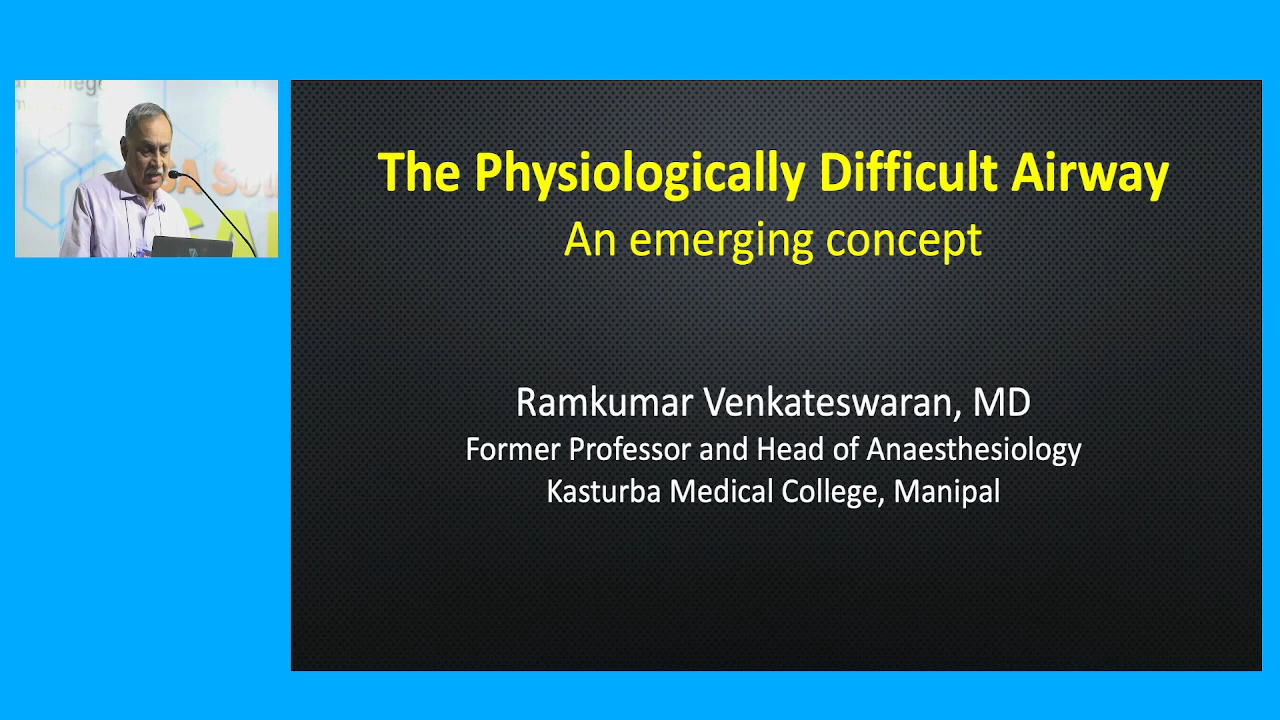 The Physiologically Difficult Airway
An emerging concept
Ramkumar Venkateswaran, MD
Former Professor and Head of Anaesthesiology
Kasturba Medical College, Manipal